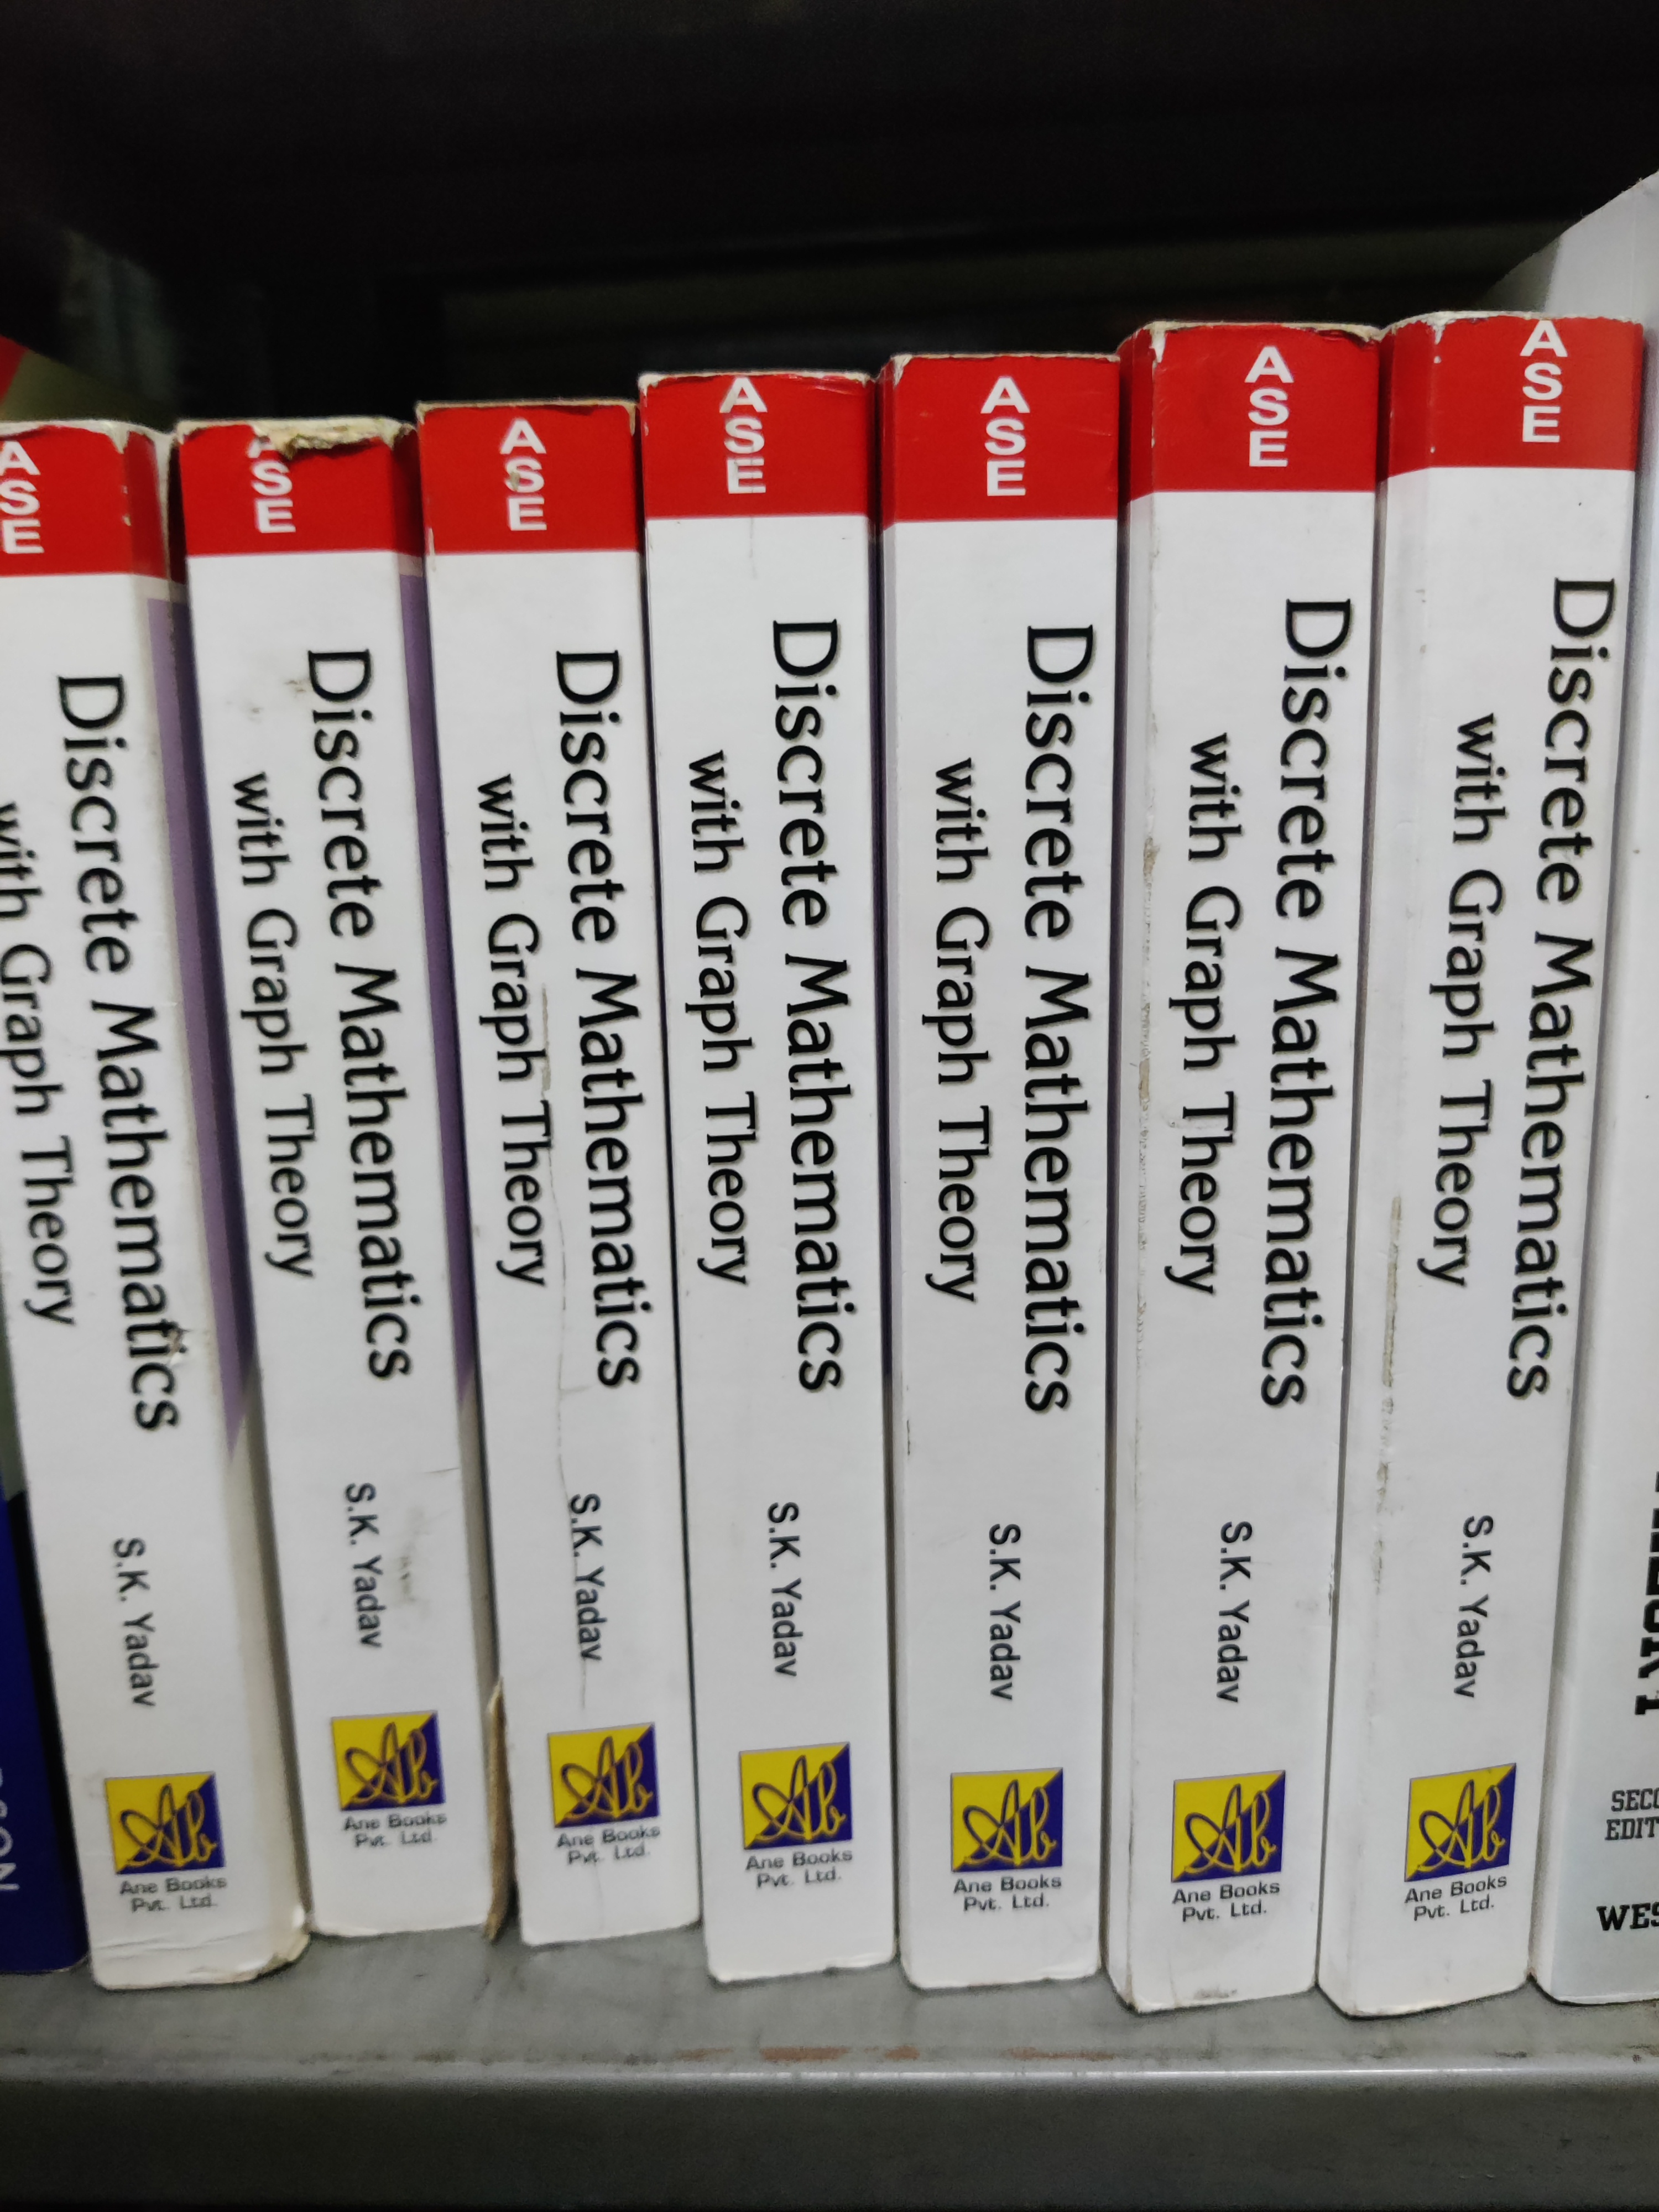 ASE
Discrete Mathematics
with Graph Theory
S.K. Yadav
Ane Books
Pvt. Ltd.
ASE
Discrete Mathematics
with Graph Theory
S.K. Yadav
Ane Books
Pvt. Ltd.
ASE
Discrete Mathematics
with Graph Theory
S.K. Yadav
Ane Books
Pvt. Ltd.
ASE
Discrete Mathematics
with Graph Theory
S.K. Yadav
Ane Books
Pvt. Ltd.
ASE
Discrete Mathematics
with Graph Theory
S.K. Yadav
Ane Books
Pvt. Ltd.
ASE
Discrete Mathematics
with Graph Theory
S.K. Yadav
Ane Books
Pvt. Ltd.
ASE
Discrete Mathematics
with Graph Theory
S.K. Yadav
Ane Books
Pvt. Ltd.
SECO
EDIT
WES